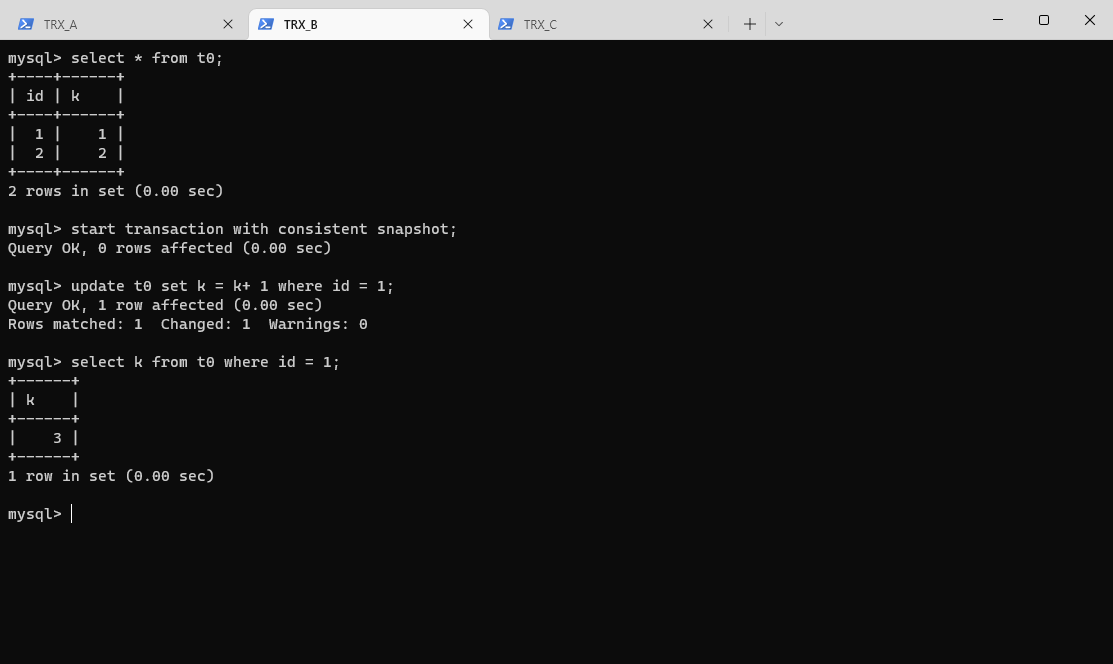 TRX_A
TRX_B
TRX_C
mysql> select * from t0;
+----+------+
| id | k    |
+----+------+
|  1 |    1 |
|  2 |    2 |
+----+------+
2 rows in set (0.00 sec)
mysql> start transaction with consistent snapshot;
Query OK, 0 rows affected (0.00 sec)
mysql> update t0 set k = k+ 1 where id = 1;
Query OK, 1 row affected (0.00 sec)
Rows matched: 1  Changed: 1  Warnings: 0
mysql> select k from t0 where id = 1;
+------+
| k    |
+------+
|    3 |
+------+
1 row in set (0.00 sec)
mysql>